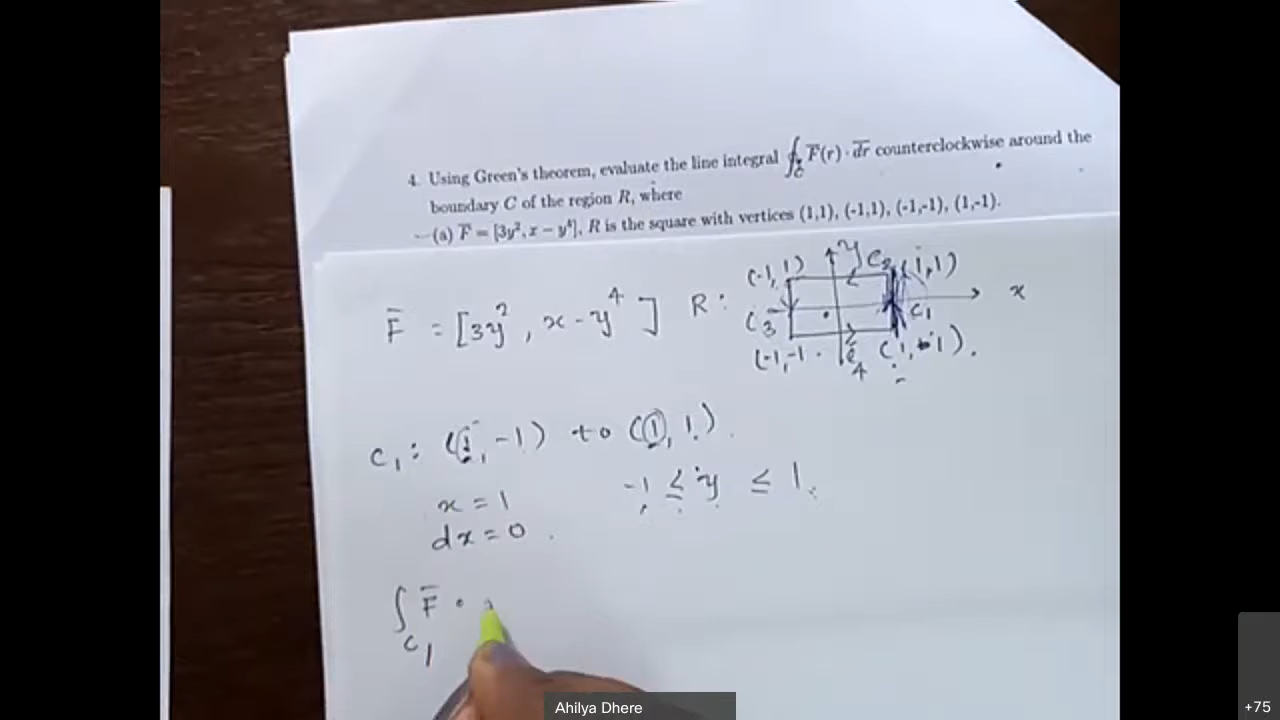 4. Using Green's theorem, evaluate the line integral ∮_C F̅(r) · d̅r̅ counterclockwise around the
boundary C of the region R, where
(a) F̅ = [3y², x − y⁴], R is the square with vertices (1,1), (-1,1), (-1,-1), (1,-1).
F̅ = [3y², x - y⁴] R :
(-1, 1) y C₂ (1,1)
x
C₃ C₁
(-1,-1 C₄ (1,-1).
C₁ : (1, -1) to (1, 1).
x = 1 -1 ≤ y ≤ 1.
dx = 0.
∫ F̅ ·
C₁
Ahilya Dhere
+75